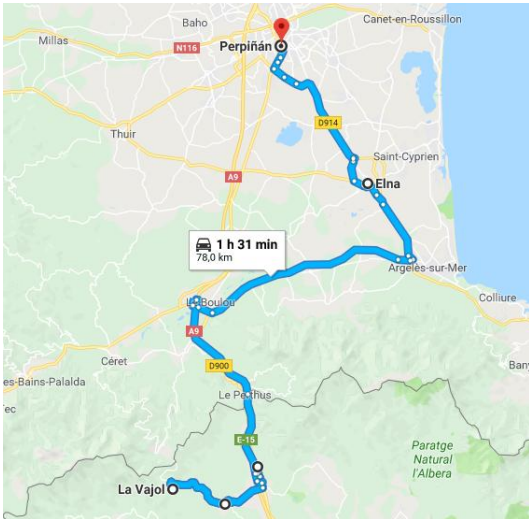 Baho
Canet-en-Roussillon
Millas
N116
Perpiñán
D914
Thuir
Saint-Cyprien
A9
Elna
1 h 31 min
78,0 km
Argelès-sur-Mer
Le Boulou
Colliure
A9
Céret
Bany
es-Bains-Palalda
D900
Le Perthus
Tec
E-15
Paratge
Natural
l'Albera
La Vajol